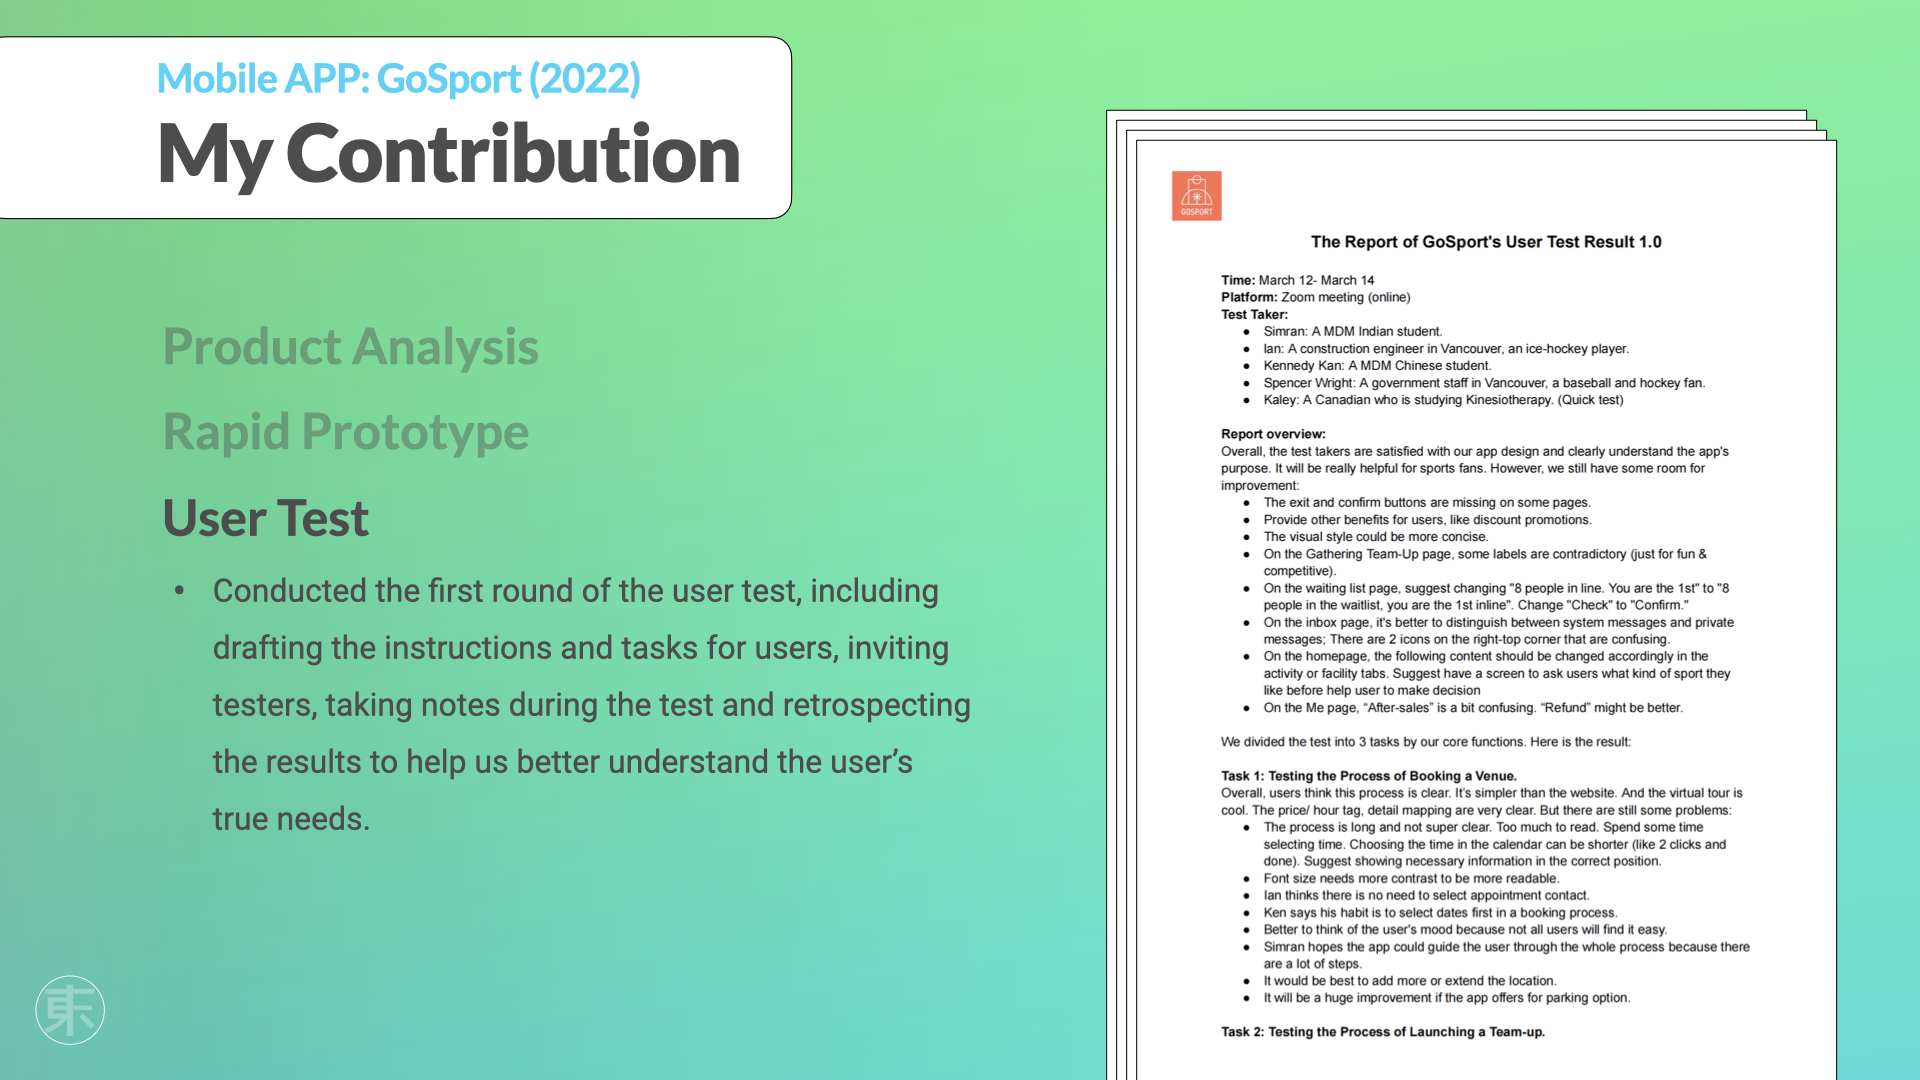 Mobile APP: GoSport (2022)
My Contribution
Product Analysis
Rapid Prototype
User Test
• Conducted the first round of the user test, including
drafting the instructions and tasks for users, inviting
testers, taking notes during the test and retrospecting
the results to help us better understand the user’s
true needs.
GOSPORT
The Report of GoSport's User Test Result 1.0
Time: March 12- March 14
Platform: Zoom meeting (online)
Test Taker:
● Simran: A MDM Indian student.
● Ian: A construction engineer in Vancouver, an ice-hockey player.
● Kennedy Kan: A MDM Chinese student.
● Spencer Wright: A government staff in Vancouver, a baseball and hockey fan.
● Kaley: A Canadian who is studying Kinesiotherapy. (Quick test)
Report overview:
Overall, the test takers are satisfied with our app design and clearly understand the app's
purpose. It will be really helpful for sports fans. However, we still have some room for
improvement:
● The exit and confirm buttons are missing on some pages.
● Provide other benefits for users, like discount promotions.
● The visual style could be more concise.
● On the Gathering Team-Up page, some labels are contradictory (just for fun &
competitive).
● On the waiting list page, suggest changing "8 people in line. You are the 1st" to "8
people in the waitlist, you are the 1st inline". Change "Check" to "Confirm."
● On the inbox page, it's better to distinguish between system messages and private
messages; There are 2 icons on the right-top corner that are confusing.
● On the homepage, the following content should be changed accordingly in the
activity or facility tabs. Suggest have a screen to ask users what kind of sport they
like before help user to make decision
● On the Me page, “After-sales” is a bit confusing. “Refund” might be better.
We divided the test into 3 tasks by our core functions. Here is the result:
Task 1: Testing the Process of Booking a Venue.
Overall, users think this process is clear. It’s simpler than the website. And the virtual tour is
cool. The price/ hour tag, detail mapping are very clear. But there are still some problems:
● The process is long and not super clear. Too much to read. Spend some time
selecting time. Choosing the time in the calendar can be shorter (like 2 clicks and
done). Suggest showing necessary information in the correct position.
● Font size needs more contrast to be more readable.
● Ian thinks there is no need to select appointment contact.
● Ken says his habit is to select dates first in a booking process.
● Better to think of the user's mood because not all users will find it easy.
● Simran hopes the app could guide the user through the whole process because there
are a lot of steps.
● It would be best to add more or extend the location.
● It will be a huge improvement if the app offers for parking option.
Task 2: Testing the Process of Launching a Team-up.